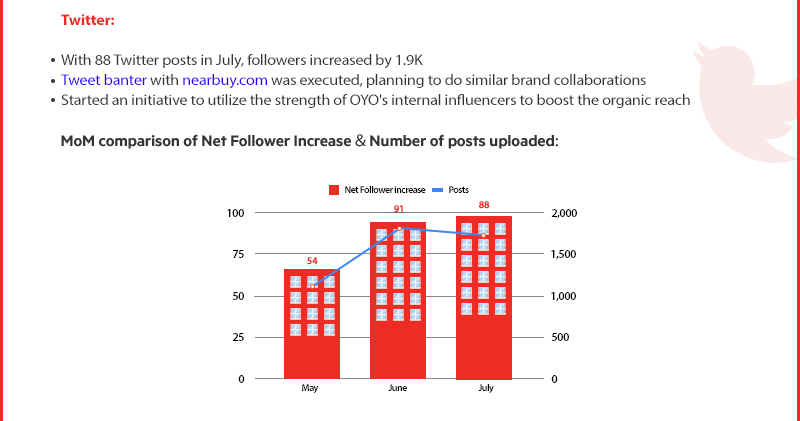 Twitter:
• With 88 Twitter posts in July, followers increased by 1.9K
• Tweet banter with nearbuy.com was executed, planning to do similar brand collaborations
• Started an initiative to utilize the strength of OYO's internal influencers to boost the organic reach
MoM comparison of Net Follower Increase & Number of posts uploaded:
Net Follower increase Posts
100 91 88 2,000
75 54 1,500
50 1,000
25 500
0 0
May June July